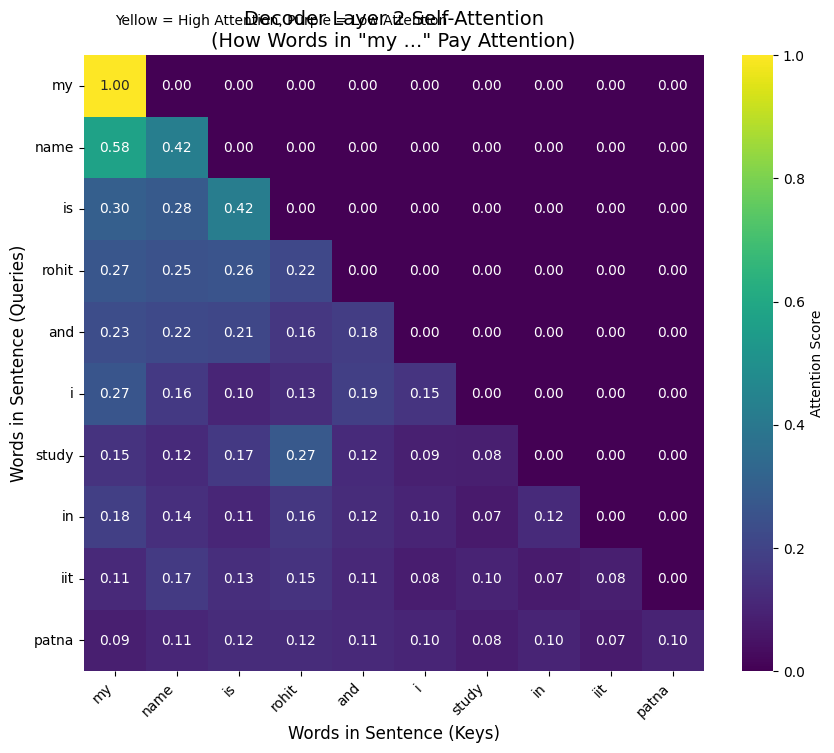 Yellow = High Attention, Purple = Low Attention
Decoder Layer 2 Self-Attention
(How Words in "my ..." Pay Attention)
my 1.00 0.00 0.00 0.00 0.00 0.00 0.00 0.00 0.00 0.00
name 0.58 0.42 0.00 0.00 0.00 0.00 0.00 0.00 0.00 0.00
is 0.30 0.28 0.42 0.00 0.00 0.00 0.00 0.00 0.00 0.00
rohit 0.27 0.25 0.26 0.22 0.00 0.00 0.00 0.00 0.00 0.00
and 0.23 0.22 0.21 0.16 0.18 0.00 0.00 0.00 0.00 0.00
i 0.27 0.16 0.10 0.13 0.19 0.15 0.00 0.00 0.00 0.00
study 0.15 0.12 0.17 0.27 0.12 0.09 0.08 0.00 0.00 0.00
in 0.18 0.14 0.11 0.16 0.12 0.10 0.07 0.12 0.00 0.00
iit 0.11 0.17 0.13 0.15 0.11 0.08 0.10 0.07 0.08 0.00
patna 0.09 0.11 0.12 0.12 0.11 0.10 0.08 0.10 0.07 0.10
my name is rohit and i study in iit patna
Words in Sentence (Keys)
Words in Sentence (Queries)
1.0
0.8
0.6
0.4
0.2
0.0
Attention Score